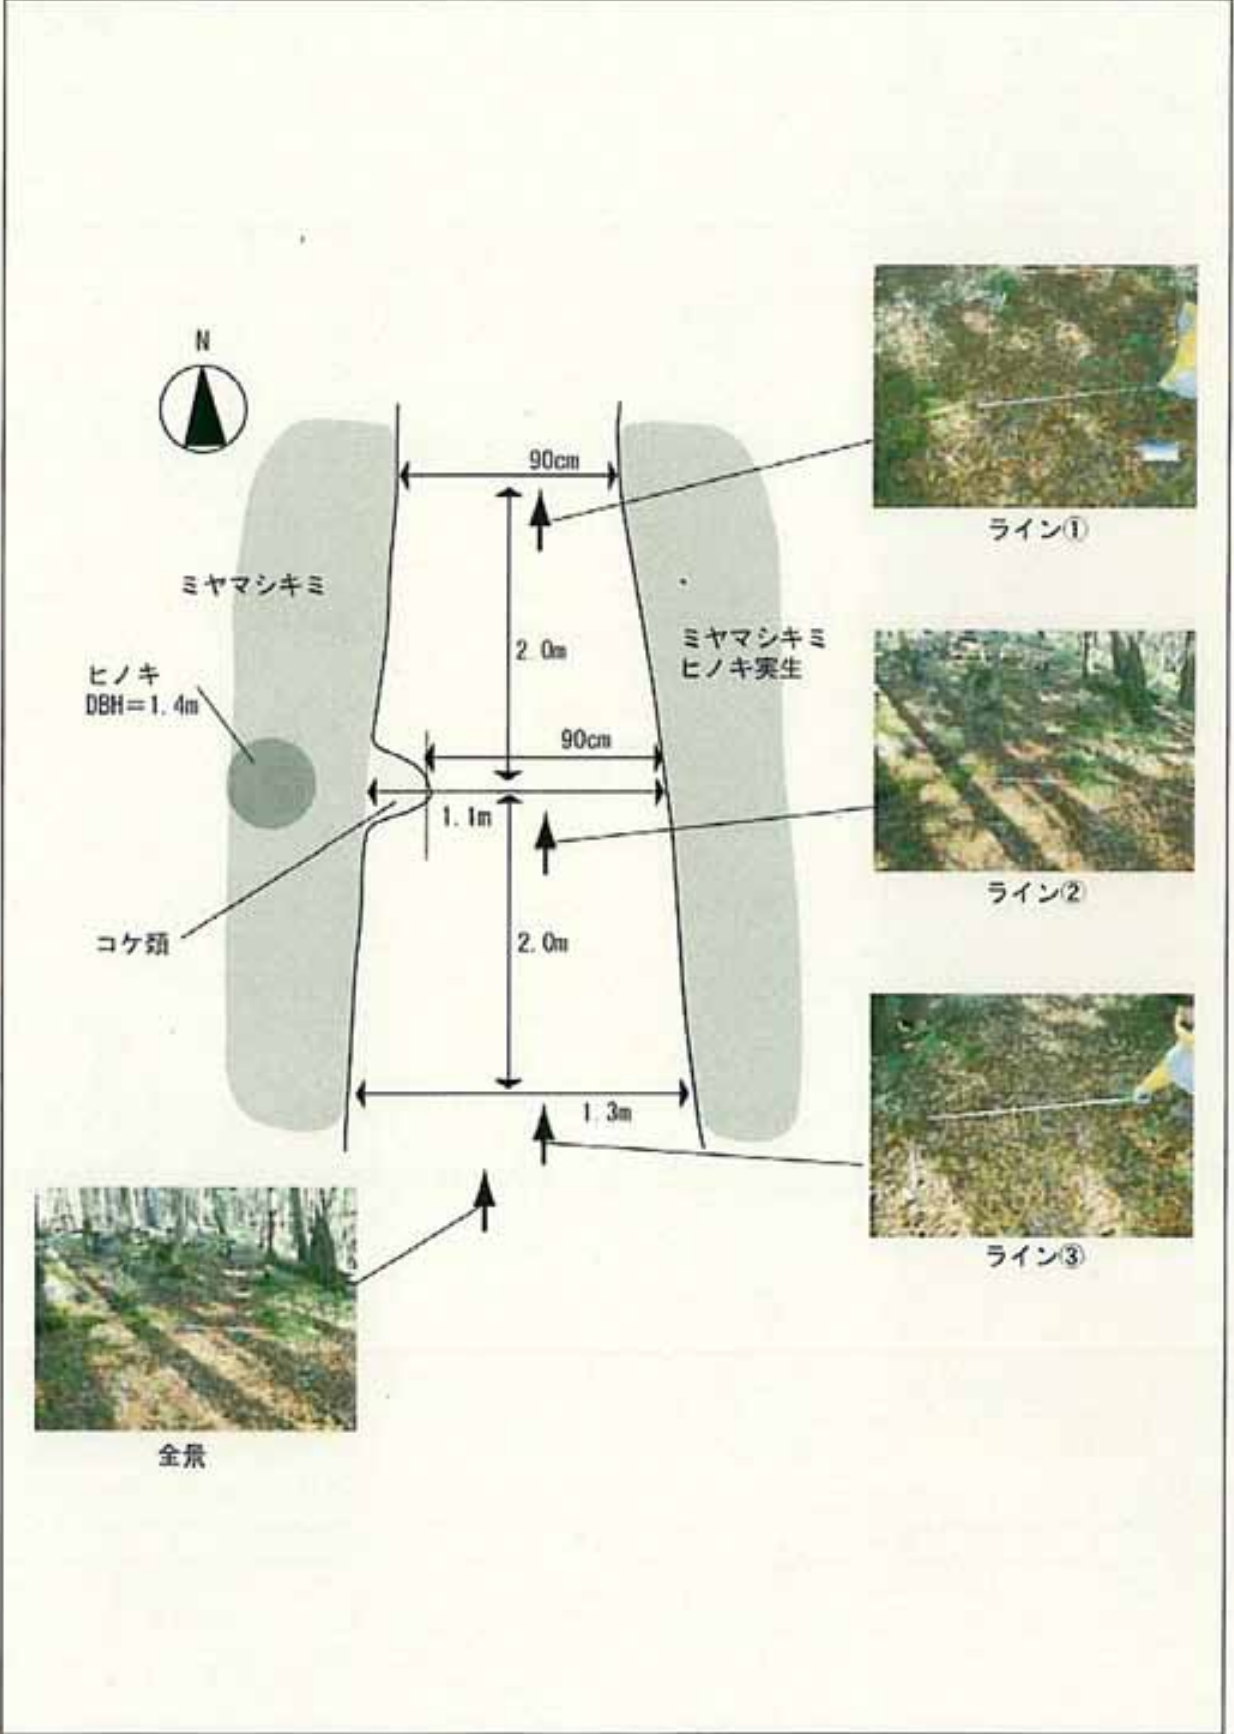 N
90cm
ライン①
ミヤマシキミ
2.0m
ミヤマシキミ
ヒノキ実生
ヒノキ
DBH=1.4m
90cm
1.1m
ライン②
コケ類
2.0m
1.3m
ライン③
全景